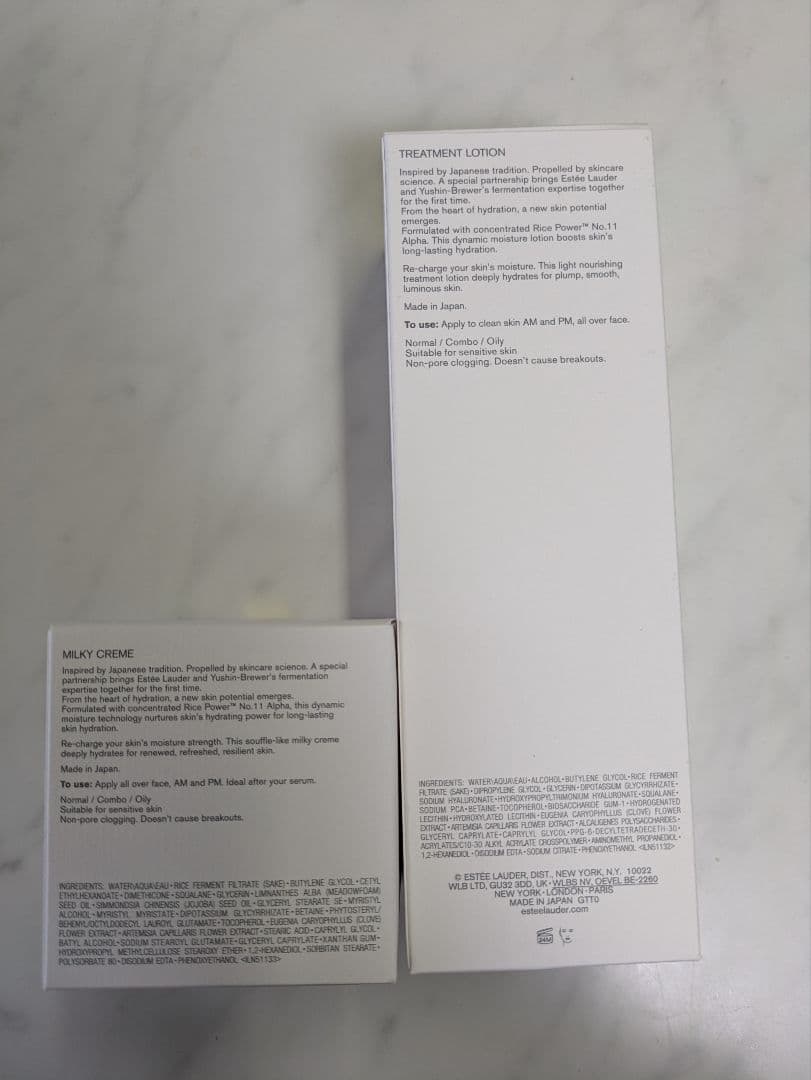 TREATMENT LOTION
Inspired by Japanese tradition. Propelled by skincare
science. A special partnership brings Estée Lauder
and Yushin-Brewer's fermentation expertise together
for the first time.
From the heart of hydration, a new skin potential
emerges.
Formulated with concentrated Rice Power™ No.11
Alpha. This dynamic moisture lotion boosts skin's
long-lasting hydration.
Re-charge your skin's moisture. This light nourishing
treatment lotion deeply hydrates for plump, smooth,
luminous skin.
Made in Japan.
To use: Apply to clean skin AM and PM, all over face.
Normal / Combo / Oily
Suitable for sensitive skin
Non-pore clogging. Doesn't cause breakouts.
INGREDIENTS: WATER\AQUA\EAU•ALCOHOL•BUTYLENE GLYCOL•RICE FERMENT
FILTRATE (SAKE)•DIPROPYLENE GLYCOL•GLYCERIN•DIPOTASSIUM GLYCYRRHIZATE•
SODIUM HYALURONATE•HYDROXYPROPYLTRIMONIUM HYALURONATE•SQUALANE•
SODIUM PCA•BETAINE•TOCOPHEROL•BIOSACCHARIDE GUM-1•HYDROGENATED
LECITHIN•HYDROXYLATED LECITHIN•EUGENIA CARYOPHYLLUS (CLOVE) FLOWER
EXTRACT•ARTEMISIA CAPILLARIS FLOWER EXTRACT•ALCALIGENES POLYSACCHARIDES•
GLYCERYL CAPRYLATE•CAPRYLYL GLYCOL•PPG-6-DECYLTETRADECETH-30•
ACRYLATES/C10-30 ALKYL ACRYLATE CROSSPOLYMER•AMINOMETHYL PROPANEDIOL•
1,2-HEXANEDIOL•DISODIUM EDTA•SODIUM CITRATE•PHENOXYETHANOL <ILN51132>
© ESTÉE LAUDER, DIST., NEW YORK, N.Y. 10022
WLB LTD, GU32 3DD, UK•WLBS NV, OEVEL BE-2260
NEW YORK•LONDON•PARIS
MADE IN JAPAN GTT0
esteelauder.com
24M
MILKY CREME
Inspired by Japanese tradition. Propelled by skincare science. A special
partnership brings Estée Lauder and Yushin-Brewer's fermentation
expertise together for the first time.
From the heart of hydration, a new skin potential emerges.
Formulated with concentrated Rice Power™ No.11 Alpha, this dynamic
moisture technology nurtures skin's hydrating power for long-lasting
skin hydration.
Re-charge your skin's moisture strength. This souffle-like milky creme
deeply hydrates for renewed, refreshed, resilient skin.
Made in Japan.
To use: Apply all over face, AM and PM. Ideal after your serum.
Normal / Combo / Oily
Suitable for sensitive skin
Non-pore clogging. Doesn't cause breakouts.
INGREDIENTS: WATER\AQUA\EAU•RICE FERMENT FILTRATE (SAKE)•BUTYLENE GLYCOL•CETYL
ETHYLHEXANOATE•DIMETHICONE•SQUALANE•GLYCERIN•LIMNANTHES ALBA (MEADOWFOAM)
SEED OIL•SIMMONDSIA CHINENSIS (JOJOBA) SEED OIL•GLYCERYL STEARATE SE•MYRISTYL
ALCOHOL•MYRISTYL MYRISTATE•DIPOTASSIUM GLYCYRRHIZATE•BETAINE•PHYTOSTERYL/
BEHENYL/OCTYLDODECYL LAUROYL GLUTAMATE•TOCOPHEROL•EUGENIA CARYOPHYLLUS (CLOVE)
FLOWER EXTRACT•ARTEMISIA CAPILLARIS FLOWER EXTRACT•STEARIC ACID•CAPRYLYL GLYCOL•
BATYL ALCOHOL•SODIUM STEAROYL GLUTAMATE•GLYCERYL CAPRYLATE•XANTHAN GUM•
HYDROXYPROPYL METHYLCELLULOSE STEAROXY ETHER•1,2-HEXANEDIOL•SORBITAN STEARATE•
POLYSORBATE 80•DISODIUM EDTA•PHENOXYETHANOL <ILN51133>